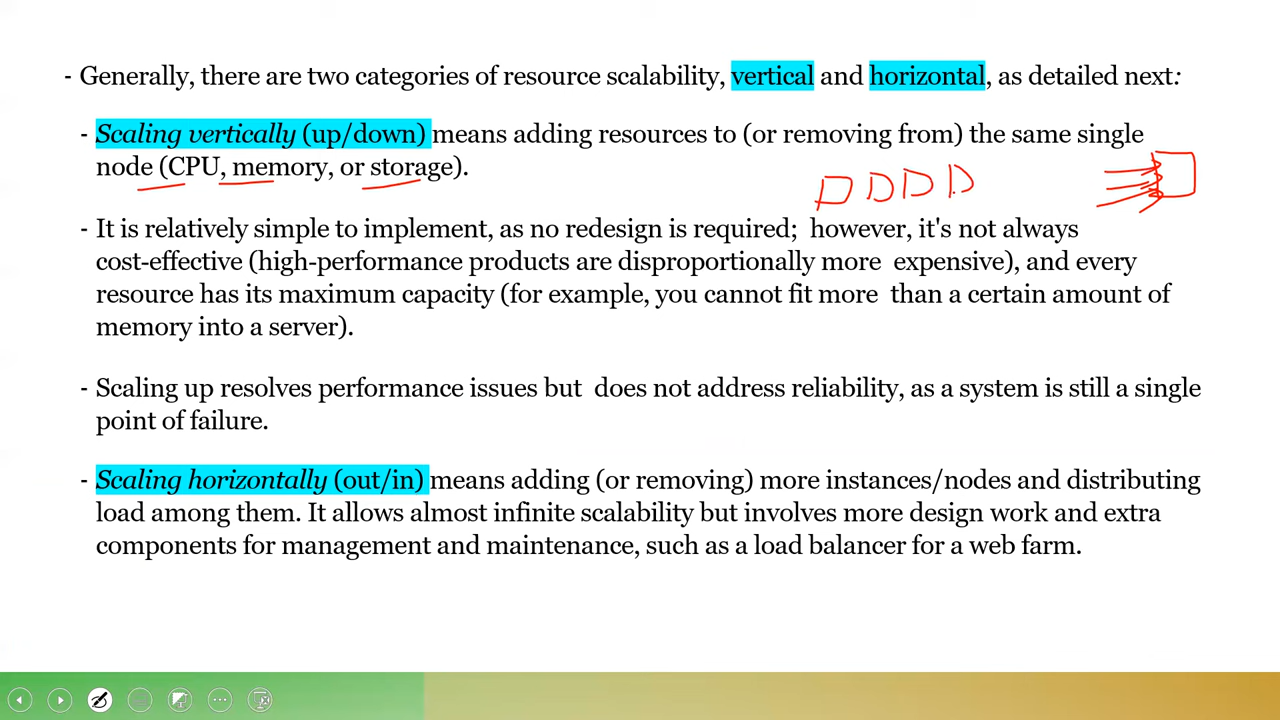 - Generally, there are two categories of resource scalability, vertical and horizontal, as detailed next:
- Scaling vertically (up/down) means adding resources to (or removing from) the same single
node (CPU, memory, or storage).
- It is relatively simple to implement, as no redesign is required; however, it's not always
cost-effective (high-performance products are disproportionally more expensive), and every
resource has its maximum capacity (for example, you cannot fit more than a certain amount of
memory into a server).
- Scaling up resolves performance issues but does not address reliability, as a system is still a single
point of failure.
- Scaling horizontally (out/in) means adding (or removing) more instances/nodes and distributing
load among them. It allows almost infinite scalability but involves more design work and extra
components for management and maintenance, such as a load balancer for a web farm.